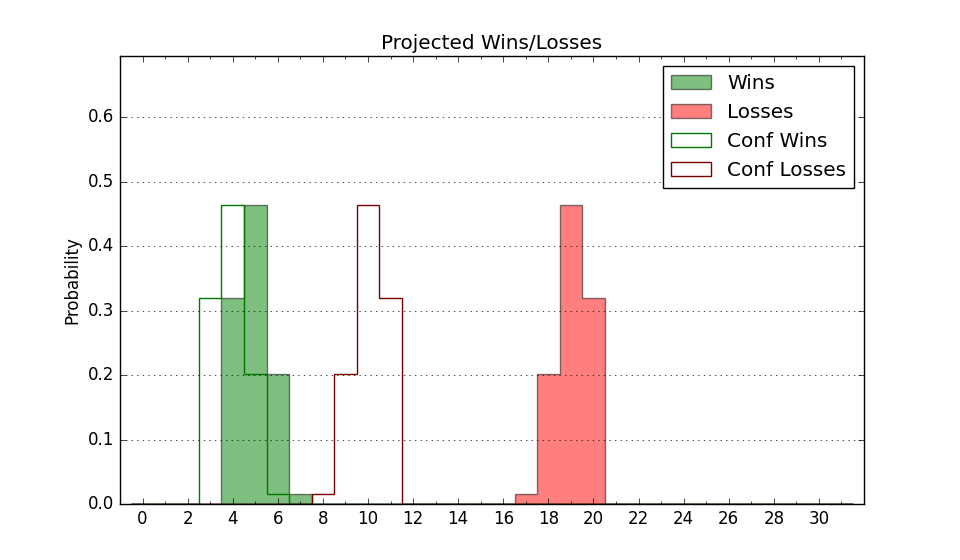 Projected Wins/Losses
Wins
Losses
Conf Wins
Conf Losses
Probability
0.6
0.5
0.4
0.3
0.2
0.1
0.0
0 2 4 6 8 10 12 14 16 18 20 22 24 26 28 30